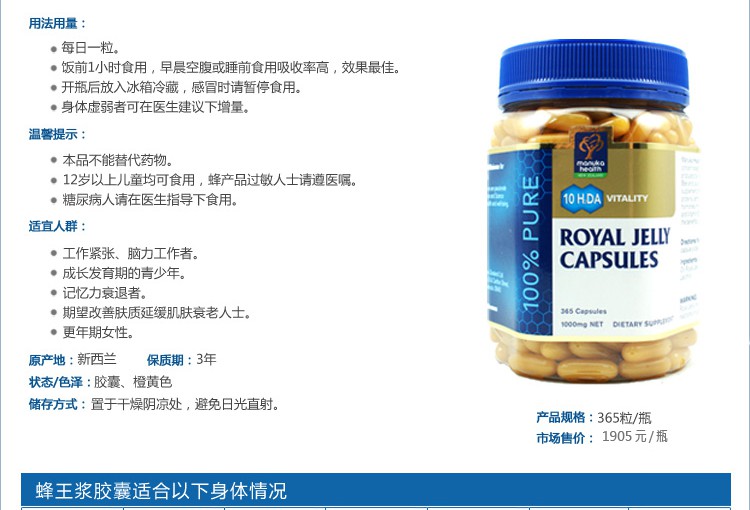 用法用量：
每日一粒。
饭前1小时食用，早晨空腹或睡前食用吸收率高，效果最佳。
开瓶后放入冰箱冷藏，感冒时请暂停食用。
身体虚弱者可在医生建议下增量。
温馨提示：
本品不能替代药物。
12岁以上儿童均可食用，蜂产品过敏人士请遵医嘱。
糖尿病人请在医生指导下食用。
适宜人群：
工作紧张、脑力工作者。
成长发育期的青少年。
记忆力衰退者。
期望改善肤质延缓肌肤衰老人士。
更年期女性。
原产地：新西兰 保质期：3年
状态/色泽：胶囊、橙黄色
储存方式：置于干燥阴凉处，避免日光直射。
manuka
health
NEW ZEALAND
10 H.DA VITALITY
100% PURE
ROYAL JELLY
CAPSULES
365 Capsules
1000mg NET DIETARY SUPPLEMENT
产品规格：365粒/瓶
市场售价：1905元/瓶
蜂王浆胶囊适合以下身体情况